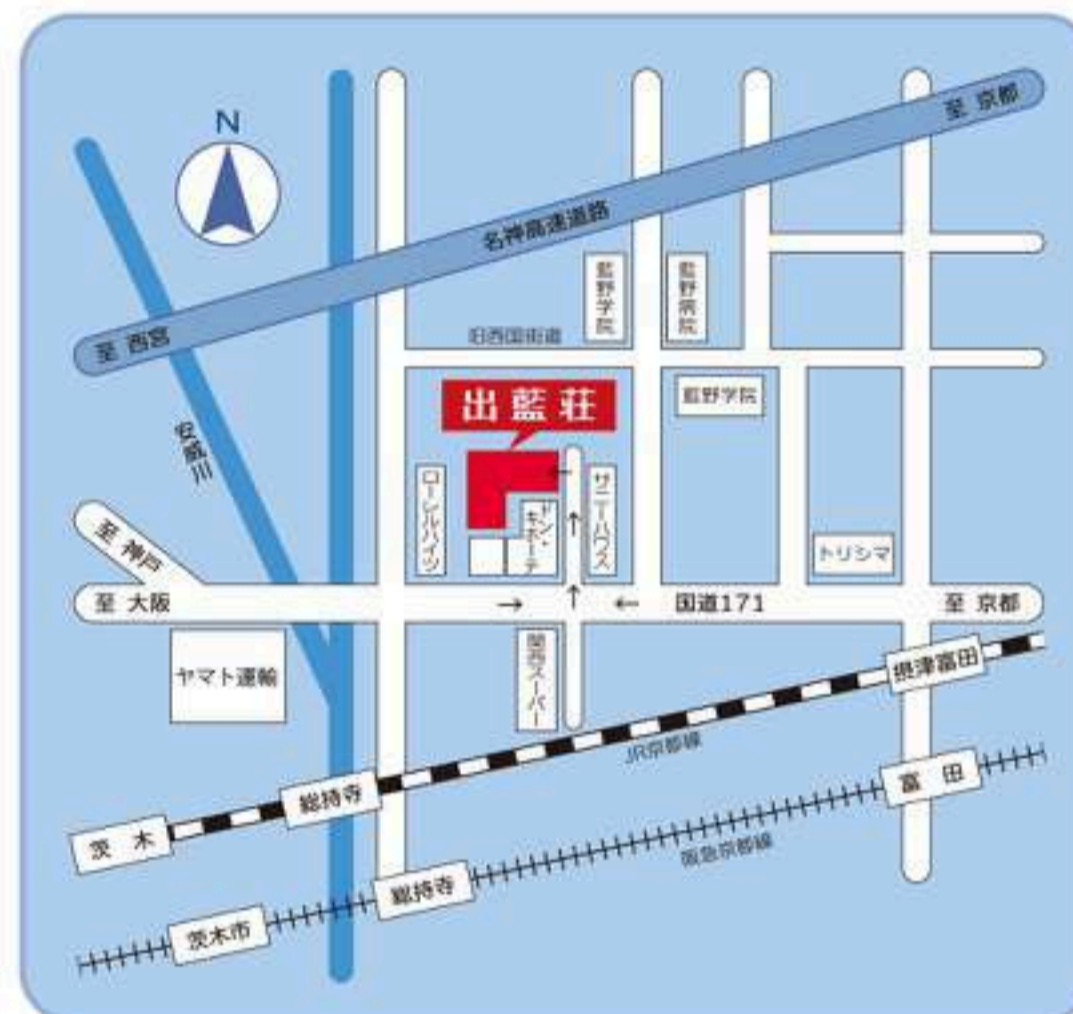 N
至 京都
名神高速道路
藍野学院
藍野病院
至 西宮
旧西国街道
藍野学院
出藍荘
安威川
ローレルハイツ
ドン・
キホーテ
サニーハウス
トリシマ
至 神戸
至 大阪
国道171
至 京都
ヤマト運輸
関西スーパー
摂津富田
JR京都線
総持寺
茨 木
富 田
阪急京都線
総持寺
茨木市